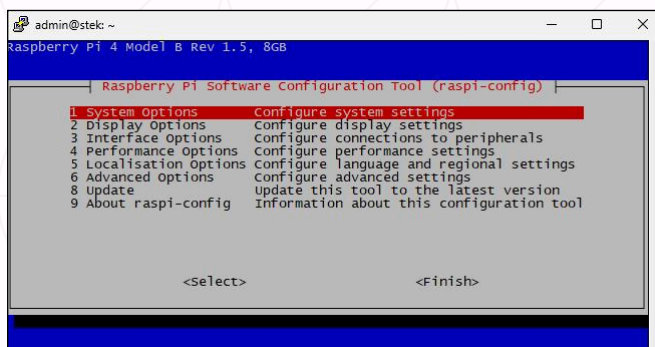 admin@stek: ~
Raspberry Pi 4 Model B Rev 1.5, 8GB
Raspberry Pi Software Configuration Tool (raspi-config)
1 System Options Configure system settings
2 Display Options Configure display settings
3 Interface Options Configure connections to peripherals
4 Performance Options Configure performance settings
5 Localisation Options Configure language and regional settings
6 Advanced Options Configure advanced settings
8 Update Update this tool to the latest version
9 About raspi-config Information about this configuration tool
<Select> <Finish>